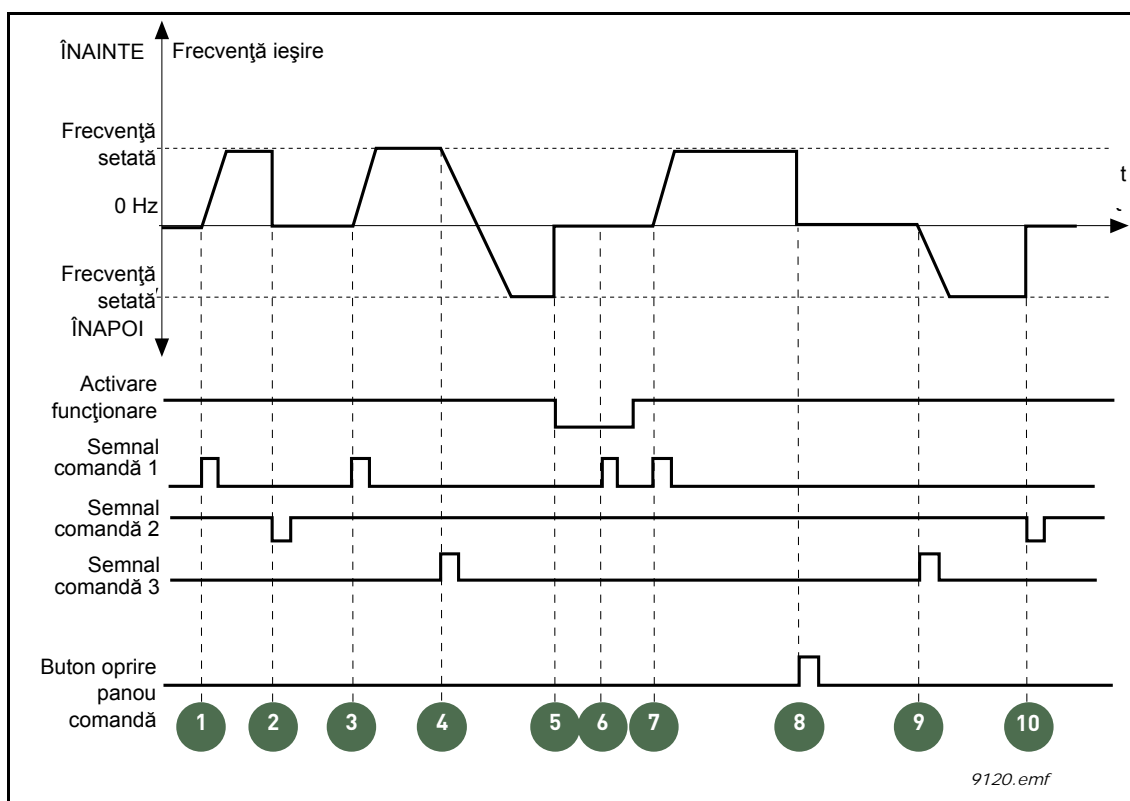 ÎNAINTE
Frecvenţă ieşire
Frecvenţă
setată
t
0 Hz
Frecvenţă
setată
ÎNAPOI
Activare
funcţionare
Semnal
comandă 1
Semnal
comandă 2
Semnal
comandă 3
Buton oprire
panou
comandă
1 2 3 4 5 6 7 8 9 10
9120.emf